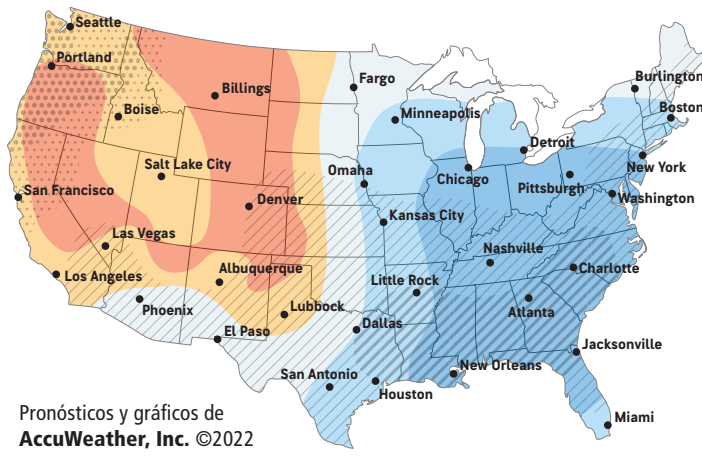 Seattle
Portland
Billings
Fargo
Burlington
Boise
Minneapolis
Boston
Detroit
Salt Lake City
Omaha
Chicago
New York
Pittsburgh
San Francisco
Denver
Washington
Kansas City
Las Vegas
Nashville
Los Angeles
Albuquerque
Little Rock
Charlotte
Phoenix
Lubbock
Atlanta
El Paso
Dallas
Jacksonville
San Antonio
New Orleans
Houston
Miami
Pronósticos y gráficos de
AccuWeather, Inc. ©2022